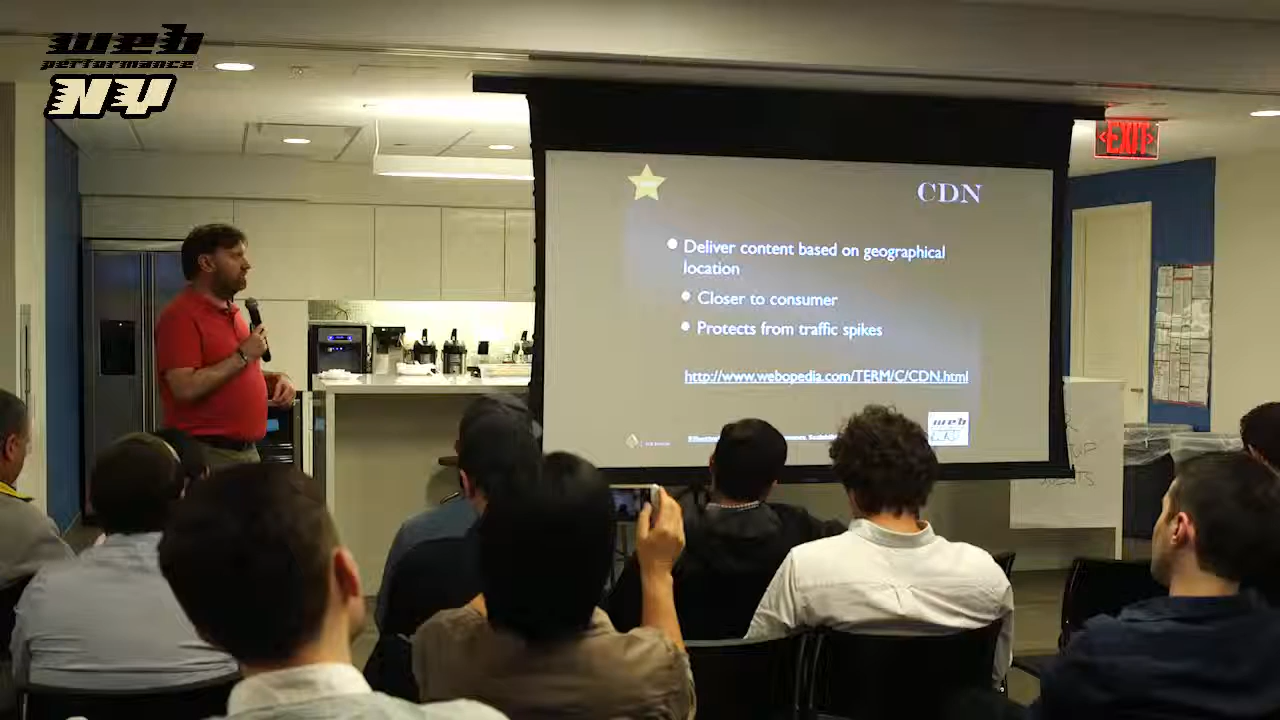 web
performance
NY
EXIT
CDN
Deliver content based on geographical
location
Closer to consumer
Protects from traffic spikes
http://www.webopedia.com/TERM/C/CDN.html
web